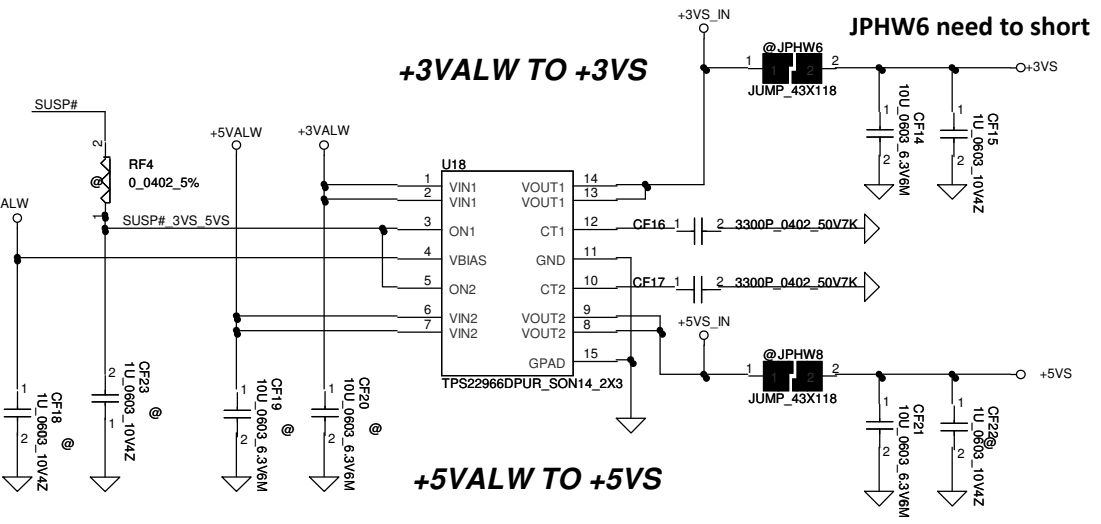 +3VS_IN
JPHW6 need to short
@JPHW6
1 1 2 2
+3VS
JUMP_43X118
+3VALW TO +3VS
SUSP#
1
2
CF14
10U_0603_6.3V6M
1
2
CF15
1U_0603_10V4Z
2
RF4
@
0_0402_5%
1
+5VALW
+3VALW
ALW
SUSP#_3VS_5VS
U18
1 VIN1 VOUT1 14
2 VIN1 VOUT1 13
3 ON1 CT1 12
CF16 1 2 3300P_0402_50V7K
4 VBIAS GND 11
5 ON2 CT2 10
CF17 1 2 3300P_0402_50V7K
6 VIN2 VOUT2 9
7 VIN2 VOUT2 8
GPAD 15
TPS22966DPUR_SON14_2X3
+5VS_IN
@JPHW8
1 1 2 2
+5VS
JUMP_43X118
1
2
CF18
1U_0603_10V4Z
@
2
1
CF23
1U_0603_10V4Z
@
1
2
CF19
10U_0603_6.3V6M
@
1
2
CF20
10U_0603_6.3V6M
@
1
2
CF21
10U_0603_6.3V6M
1
2
CF22@
1U_0603_10V4Z
+5VALW TO +5VS